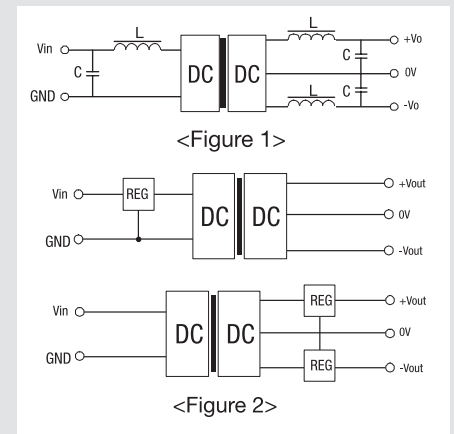 L
L
Vin
+Vo
C
C
DC DC
0V
L
C
GND
-Vo
<Figure 1>
Vin
REG
+Vout
DC DC
0V
GND
-Vout
REG
+Vout
Vin
DC DC
0V
GND
REG
-Vout
<Figure 2>